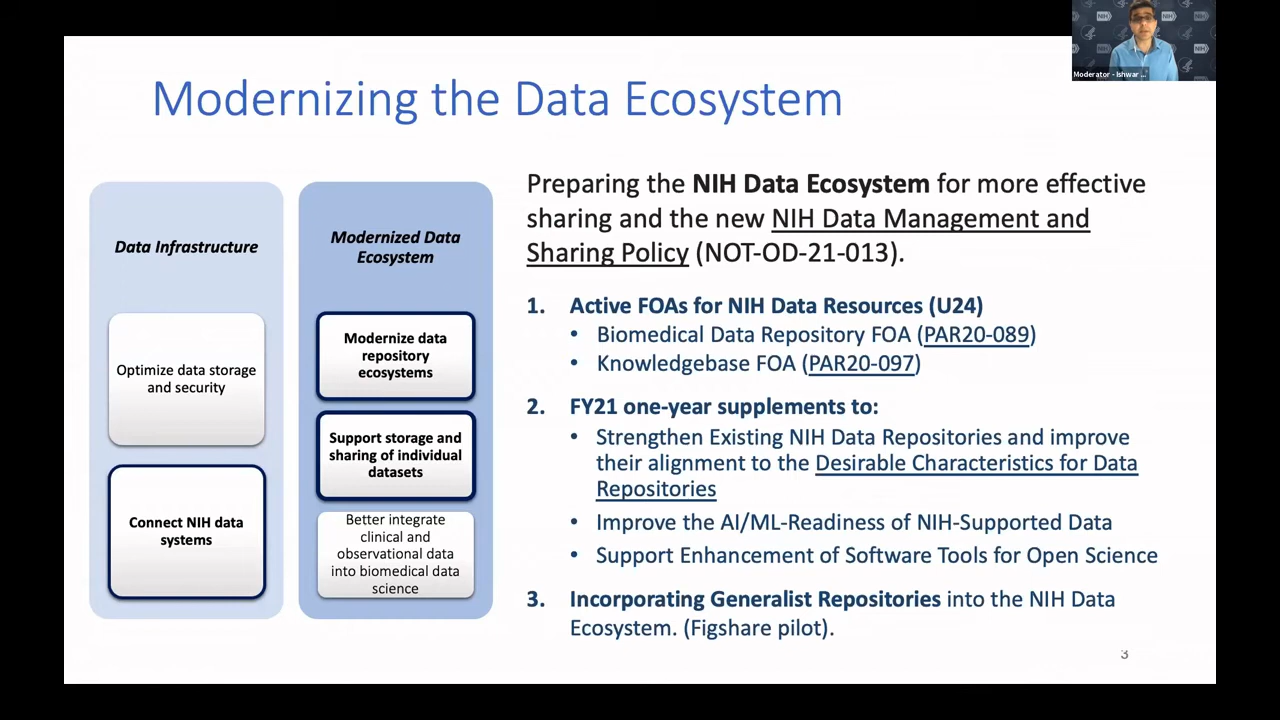 NIH
NIH
NIH
Moderator - Ishwar ...
Modernizing the Data Ecosystem
Data Infrastructure
Optimize data storage
and security
Connect NIH data
systems
Modernized Data
Ecosystem
Modernize data
repository
ecosystems
Support storage and
sharing of individual
datasets
Better integrate
clinical and
observational data
into biomedical data
science
Preparing the NIH Data Ecosystem for more effective
sharing and the new NIH Data Management and
Sharing Policy (NOT-OD-21-013).
1. Active FOAs for NIH Data Resources (U24)
• Biomedical Data Repository FOA (PAR20-089)
• Knowledgebase FOA (PAR20-097)
2. FY21 one-year supplements to:
• Strengthen Existing NIH Data Repositories and improve
their alignment to the Desirable Characteristics for Data
Repositories
• Improve the AI/ML-Readiness of NIH-Supported Data
• Support Enhancement of Software Tools for Open Science
3. Incorporating Generalist Repositories into the NIH Data
Ecosystem. (Figshare pilot).
3